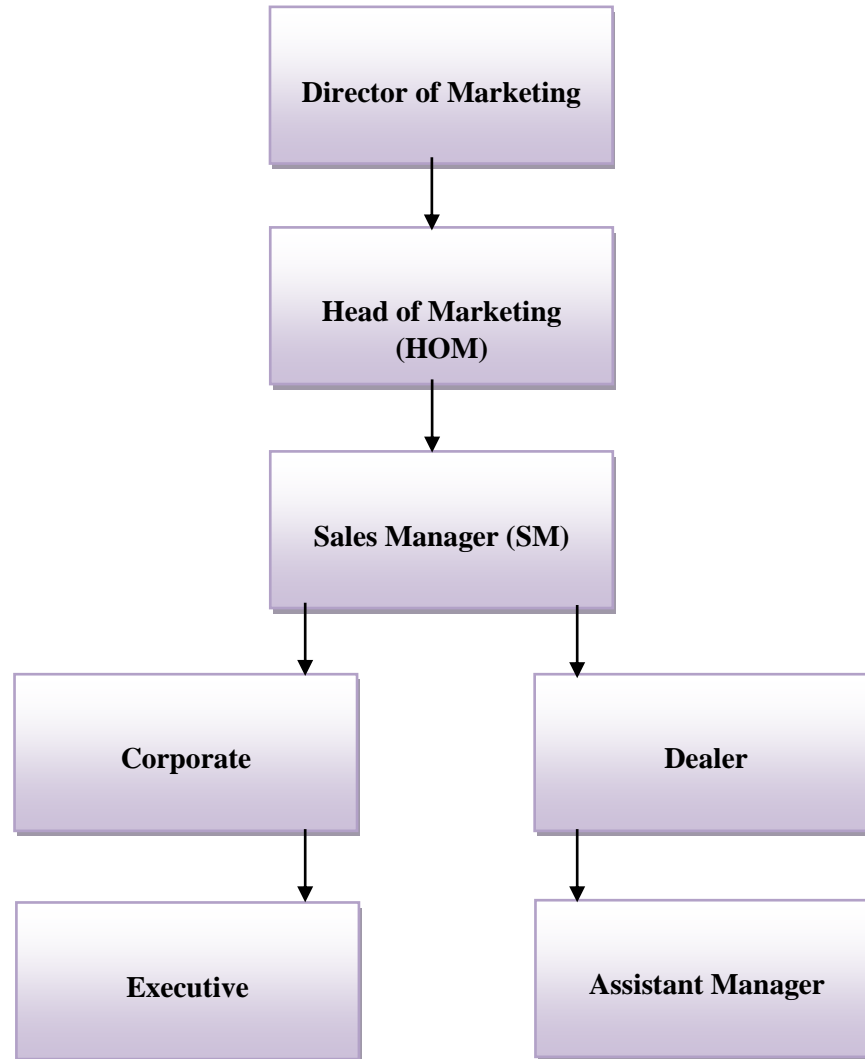 Director of Marketing
Head of Marketing
(HOM)
Sales Manager (SM)
Corporate
Dealer
Executive
Assistant Manager